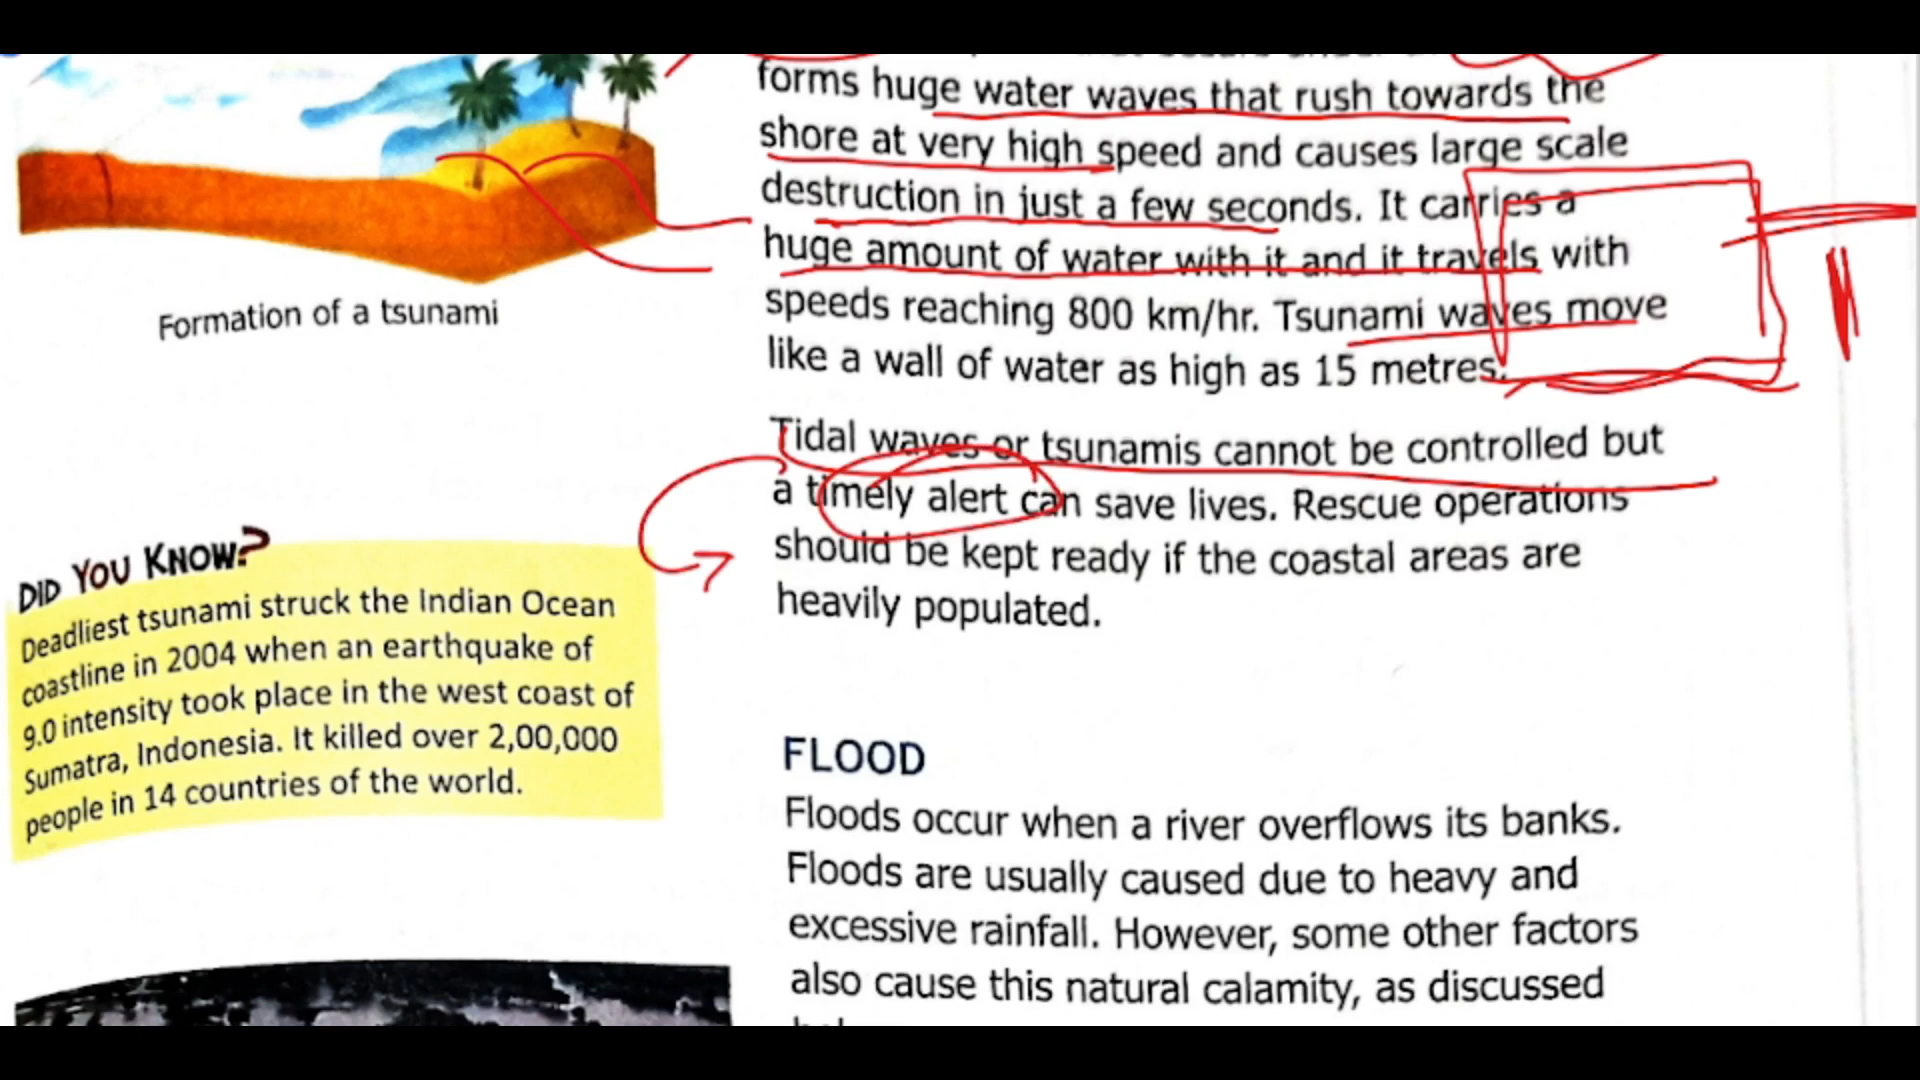 forms huge water waves that rush towards the
shore at very high speed and causes large scale
destruction in just a few seconds. It carries a
huge amount of water with it and it travels with
speeds reaching 800 km/hr. Tsunami waves move
like a wall of water as high as 15 metres.
Tidal waves or tsunamis cannot be controlled but
a timely alert can save lives. Rescue operations
should be kept ready if the coastal areas are
heavily populated.
Formation of a tsunami
DID YOU KNOW?
Deadliest tsunami struck the Indian Ocean
coastline in 2004 when an earthquake of
9.0 intensity took place in the west coast of
Sumatra, Indonesia. It killed over 2,00,000
people in 14 countries of the world.
FLOOD
Floods occur when a river overflows its banks.
Floods are usually caused due to heavy and
excessive rainfall. However, some other factors
also cause this natural calamity, as discussed